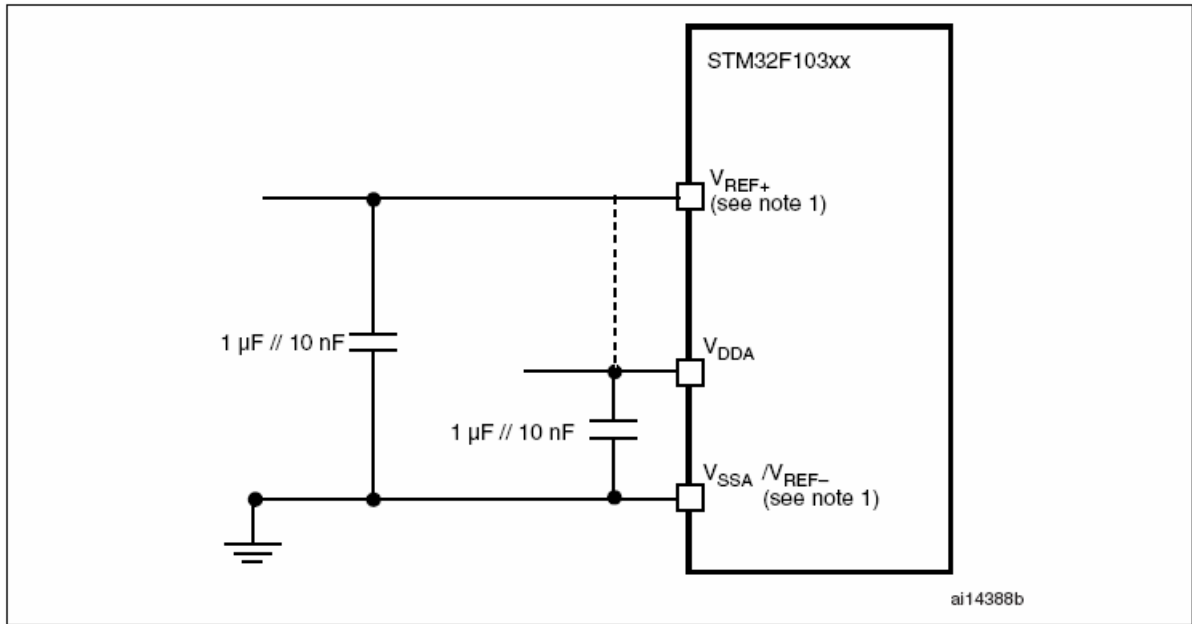 STM32F103xx
VREF+
(see note 1)
1 µF // 10 nF
VDDA
1 µF // 10 nF
VSSA /VREF–
(see note 1)
ai14388b